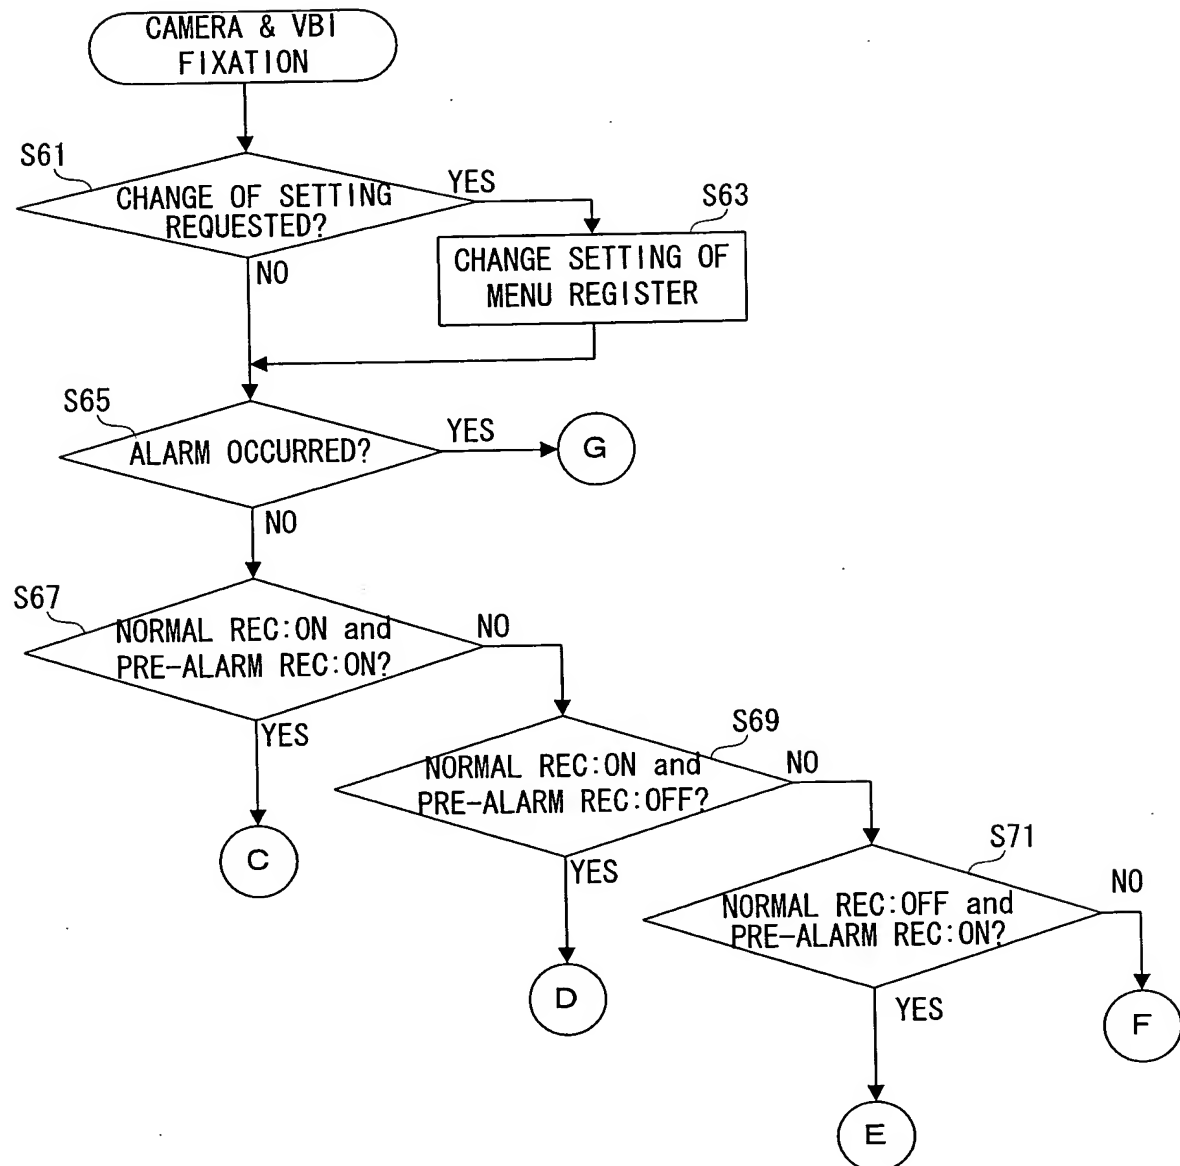 CAMERA & VBI
FIXATION
S61
CHANGE OF SETTING
REQUESTED?
YES
NO
S63
CHANGE SETTING OF
MENU REGISTER
S65
ALARM OCCURRED?
YES
G
NO
S67
NORMAL REC:ON and
PRE-ALARM REC:ON?
NO
YES
C
S69
NORMAL REC:ON and
PRE-ALARM REC:OFF?
NO
YES
D
S71
NORMAL REC:OFF and
PRE-ALARM REC:ON?
NO
YES
F
E